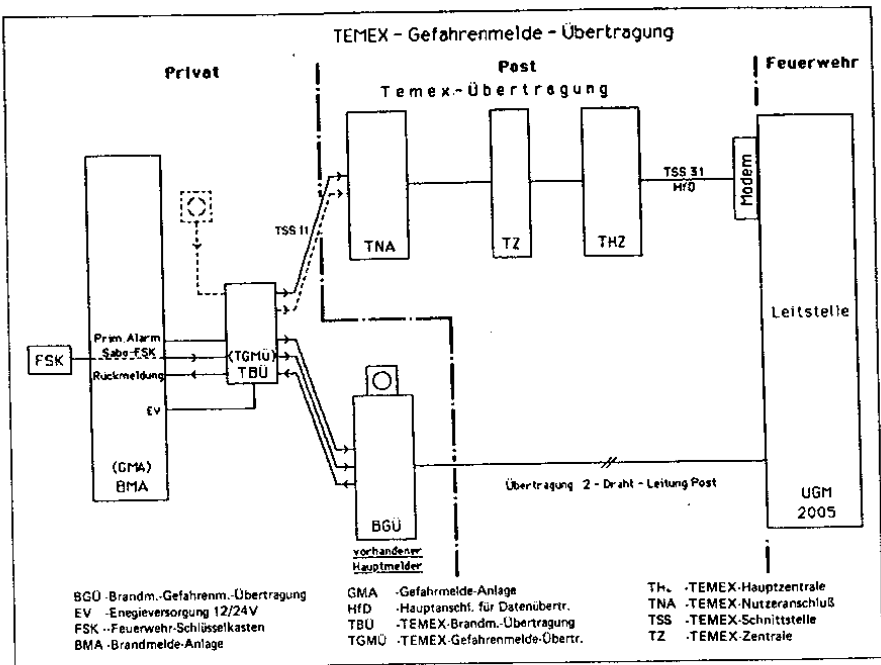 TEMEX - Gefahrenmelde - Übertragung
Privat
Post
Feuerwehr
Temex-Übertragung
TSS 11
TNA
TZ
THZ
TSS 31
HfD
Modem
Leitstelle
Prim. Alarm
FSK
Sabo-FSK
(TGMÜ)
Rückmeldung
TBÜ
EV
(GMA)
BMA
BGÜ
Übertragung 2 - Draht - Leitung Post
UGM
2005
vorhandener
Hauptmelder
BGÜ -Brandm.-Gefahrenm.-Übertragung
EV -Enegieversorgung 12/24V
FSK --Feuerwehr-Schlüsselkasten
BMA -Brandmelde-Anlage
GMA -Gefahrmelde-Anlage
HfD -Hauptanschl. für Datenübertr.
TBÜ -TEMEX-Brandm.-Übertragung
TGMÜ -TEMEX-Gefahrenmelde-Übertr.
-TEMEX-Hauptzentrale
TNA -TEMEX-Nutzeranschluß
TSS -TEMEX-Schnittstelle
TZ -TEMEX-Zentrale